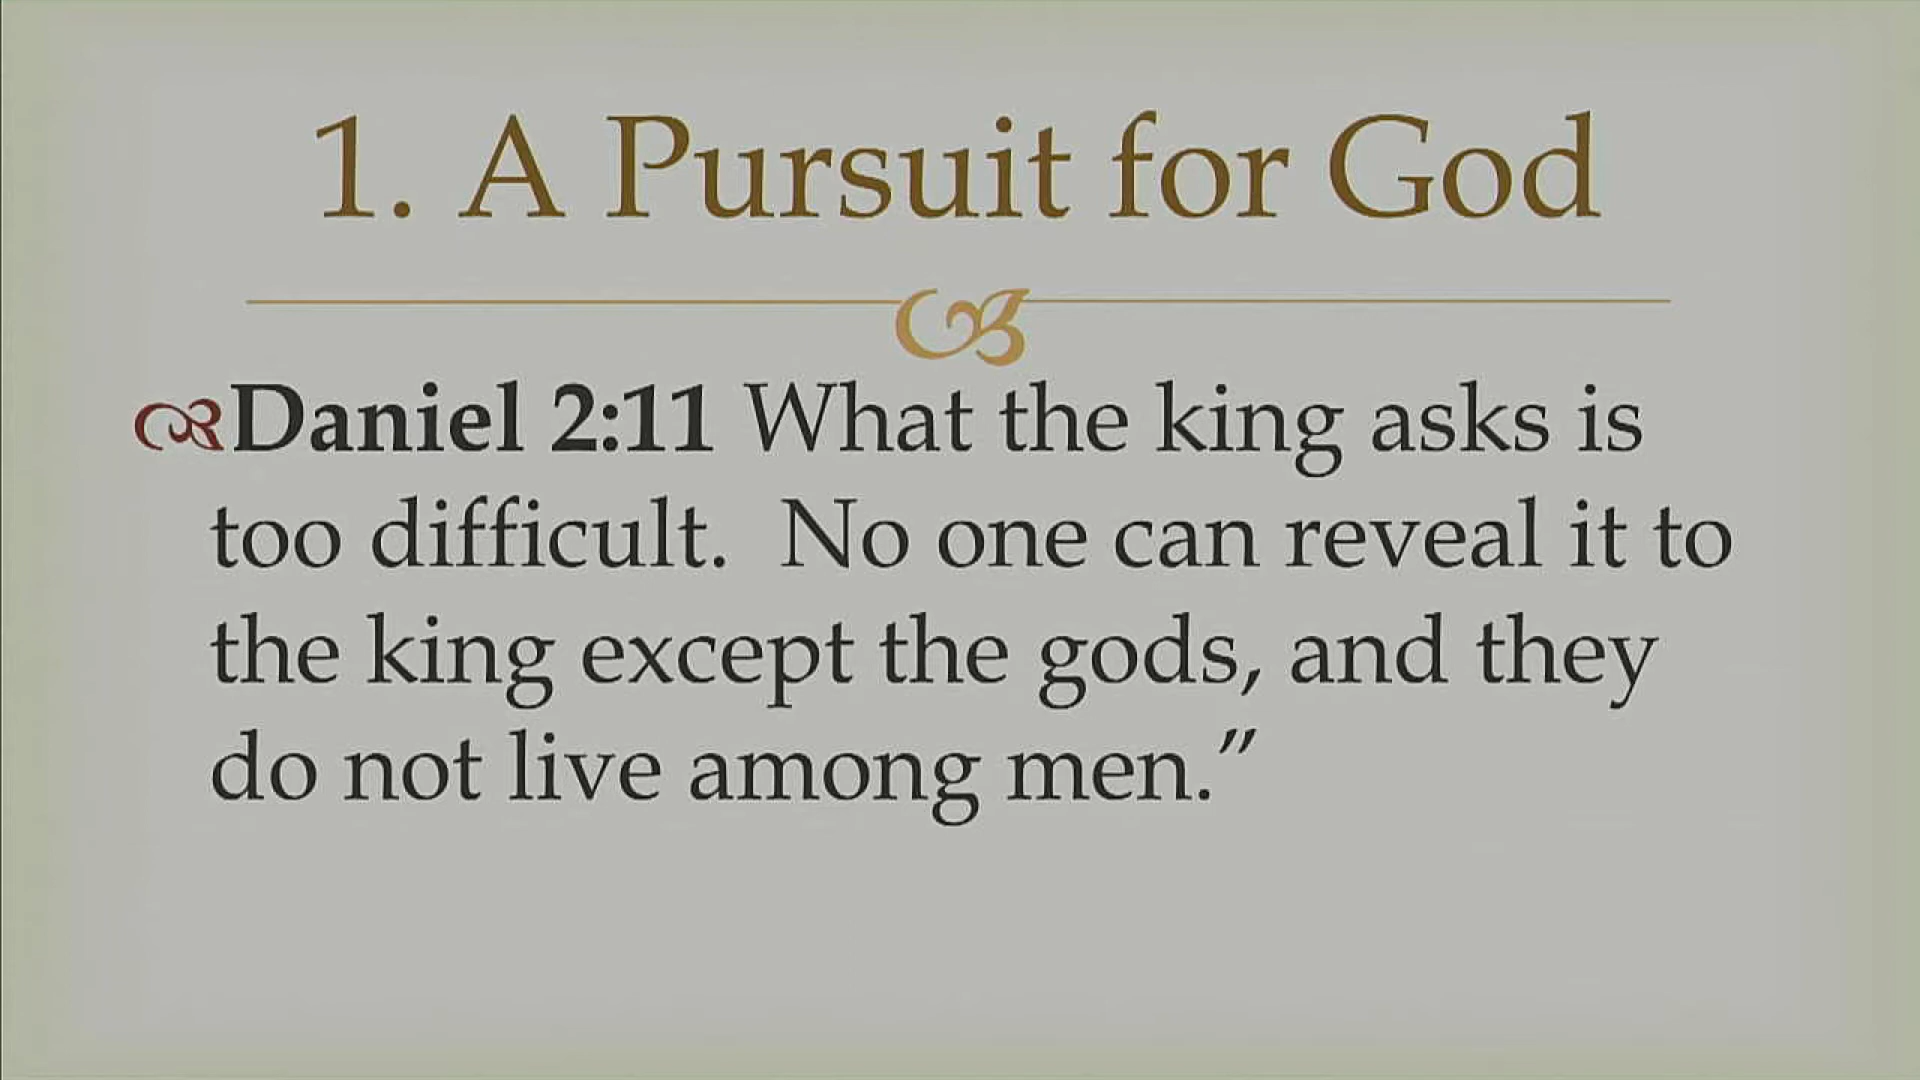 1. A Pursuit for God
Daniel 2:11 What the king asks is
too difficult.  No one can reveal it to
the king except the gods, and they
do not live among men.”